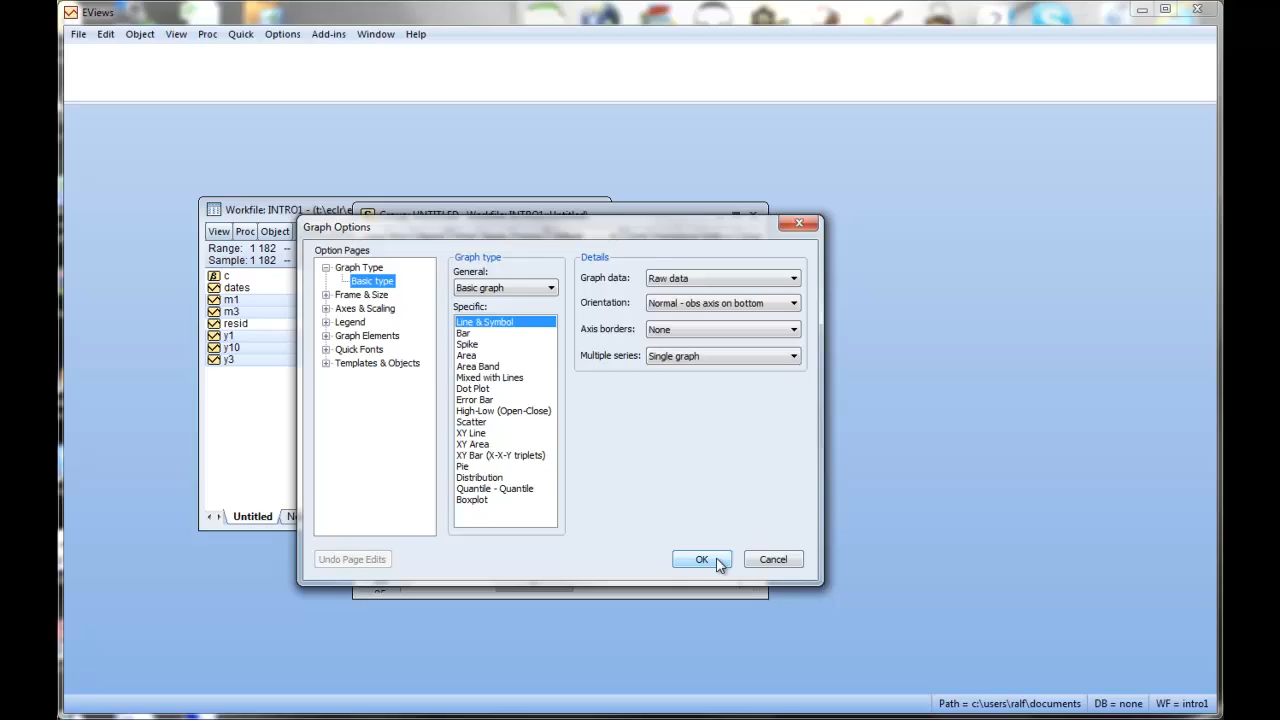 EViews
File Edit Object View Proc Quick Options Add-ins Window Help
Workfile: INTRO1 - (t:\eclr\e
Group: UNTITLED Workfile: INTRO1::Untitled\
View Proc Object
Range: 1 182 --
Sample: 1 182 --
c
dates
m1
m3
resid
y1
y10
y3
Untitled
Graph Options
Option Pages
Graph Type
Basic type
Frame & Size
Axes & Scaling
Legend
Graph Elements
Quick Fonts
Templates & Objects
Undo Page Edits
Graph type
General:
Basic graph
Specific:
Line & Symbol
Bar
Spike
Area
Area Band
Mixed with Lines
Dot Plot
Error Bar
High-Low (Open-Close)
Scatter
XY Line
XY Area
XY Bar (X-X-Y triplets)
Pie
Distribution
Quantile - Quantile
Boxplot
Details
Graph data: Raw data
Orientation: Normal - obs axis on bottom
Axis borders: None
Multiple series: Single graph
OK Cancel
Path = c:\users\ralf\documents DB = none WF = intro1